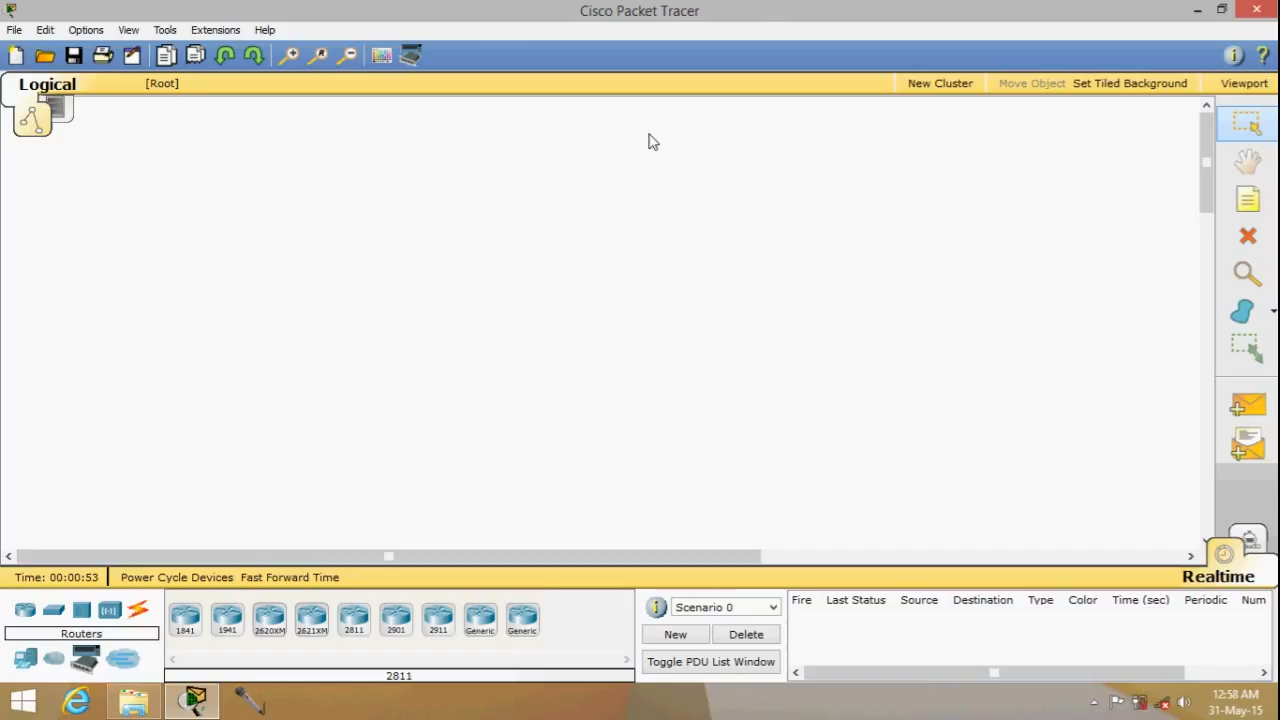 Cisco Packet Tracer
File Edit Options View Tools Extensions Help
Logical [Root] New Cluster Move Object Set Tiled Background Viewport
Time: 00:00:53 Power Cycle Devices Fast Forward Time Realtime
Routers
1841 1941 2620XM 2621XM 2811 2901 2911 Generic Generic
2811
Scenario 0
New Delete
Toggle PDU List Window
Fire Last Status Source Destination Type Color Time (sec) Periodic Num
12:58 AM
31-May-15